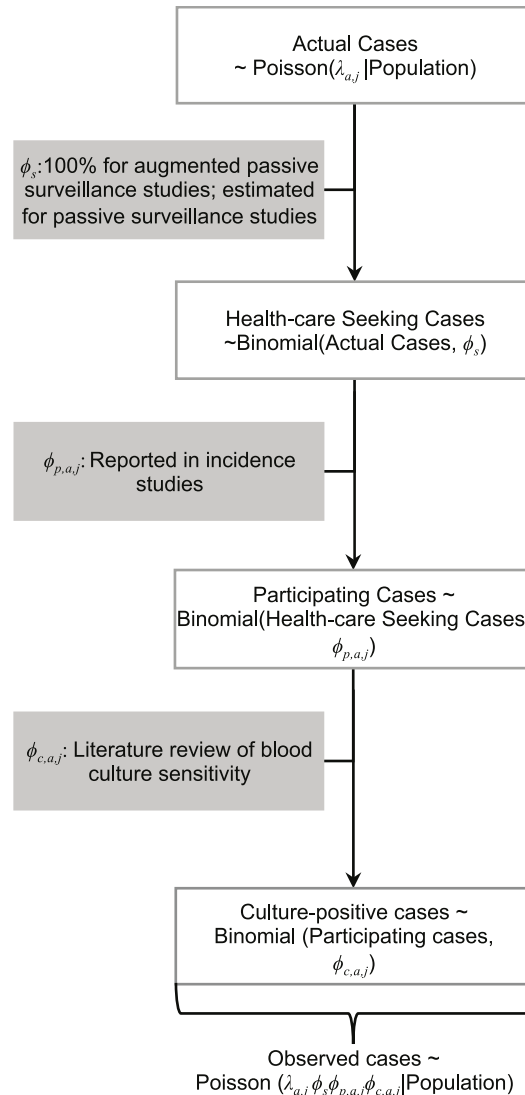 Actual Cases
~ Poisson(λa,j |Population)
ϕs:100% for augmented passive
surveillance studies; estimated
for passive surveillance studies
Health-care Seeking Cases
~Binomial(Actual Cases, ϕs)
ϕp,a,j: Reported in incidence
studies
Participating Cases ~
Binomial(Health-care Seeking Cases
ϕp,a,j)
ϕc,a,j: Literature review of blood
culture sensitivity
Culture-positive cases ~
Binomial (Participating cases,
ϕc,a,j)
Observed cases ~
Poisson (λa,j ϕsϕp,a,jϕc,a,j|Population)